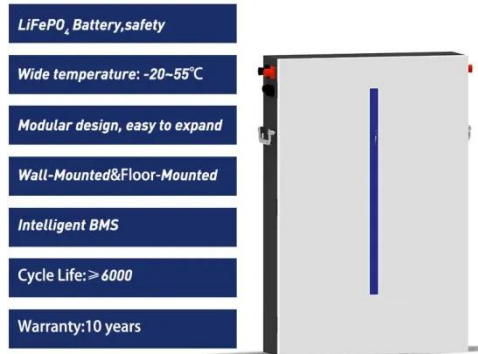 LiFePO₄ Battery,safety
Wide temperature: -20~55℃
Modular design, easy to expand
Wall-Mounted&Floor-Mounted
Intelligent BMS
Cycle Life:≥6000
Warranty:10 years